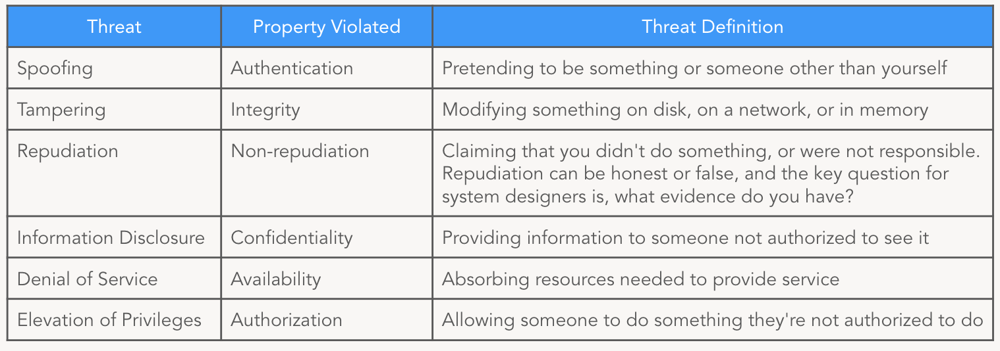 Threat Property Violated Threat Definition
Spoofing Authentication Pretending to be something or someone other than yourself
Tampering Integrity Modifying something on disk, on a network, or in memory
Repudiation Non-repudiation Claiming that you didn't do something, or were not responsible.
Repudiation can be honest or false, and the key question for
system designers is, what evidence do you have?
Information Disclosure Confidentiality Providing information to someone not authorized to see it
Denial of Service Availability Absorbing resources needed to provide service
Elevation of Privileges Authorization Allowing someone to do something they're not authorized to do